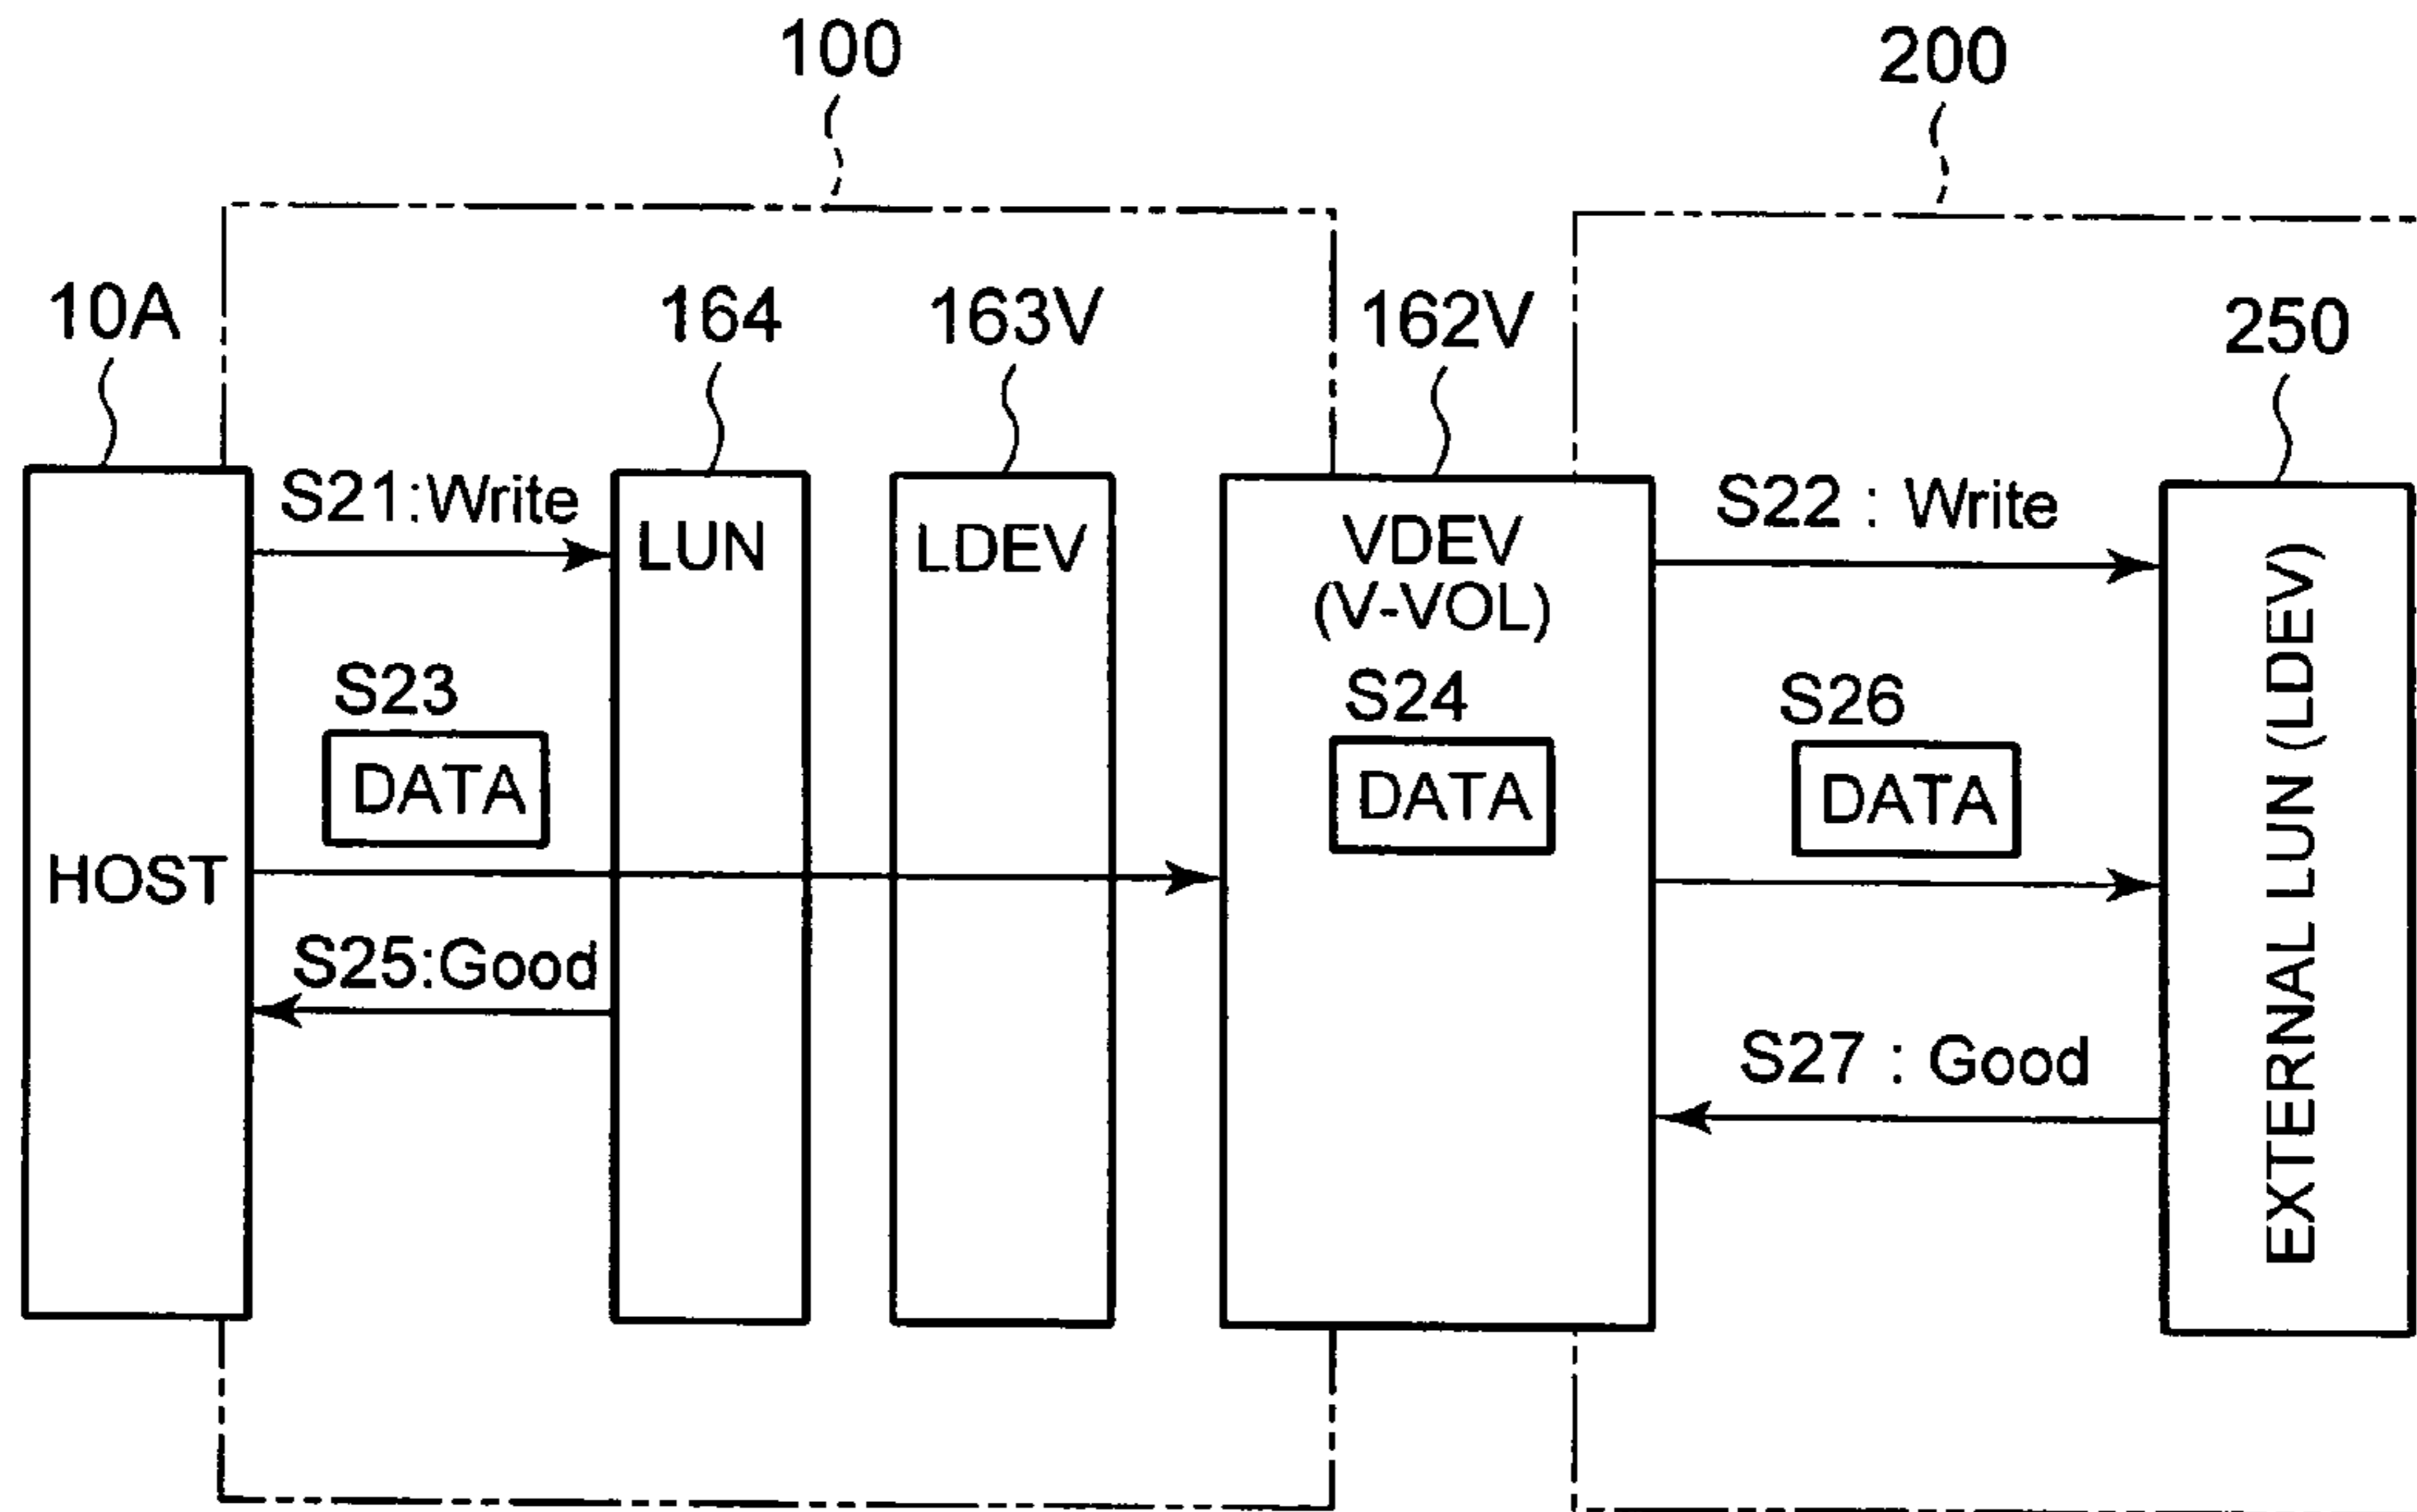 100
200
10A
164
163V
162V
250
S21:Write
LUN
LDEV
VDEV
(V-VOL)
S22 : Write
EXTERNAL LUN (LDEV)
S23
DATA
S24
DATA
S26
DATA
HOST
S25:Good
S27 : Good